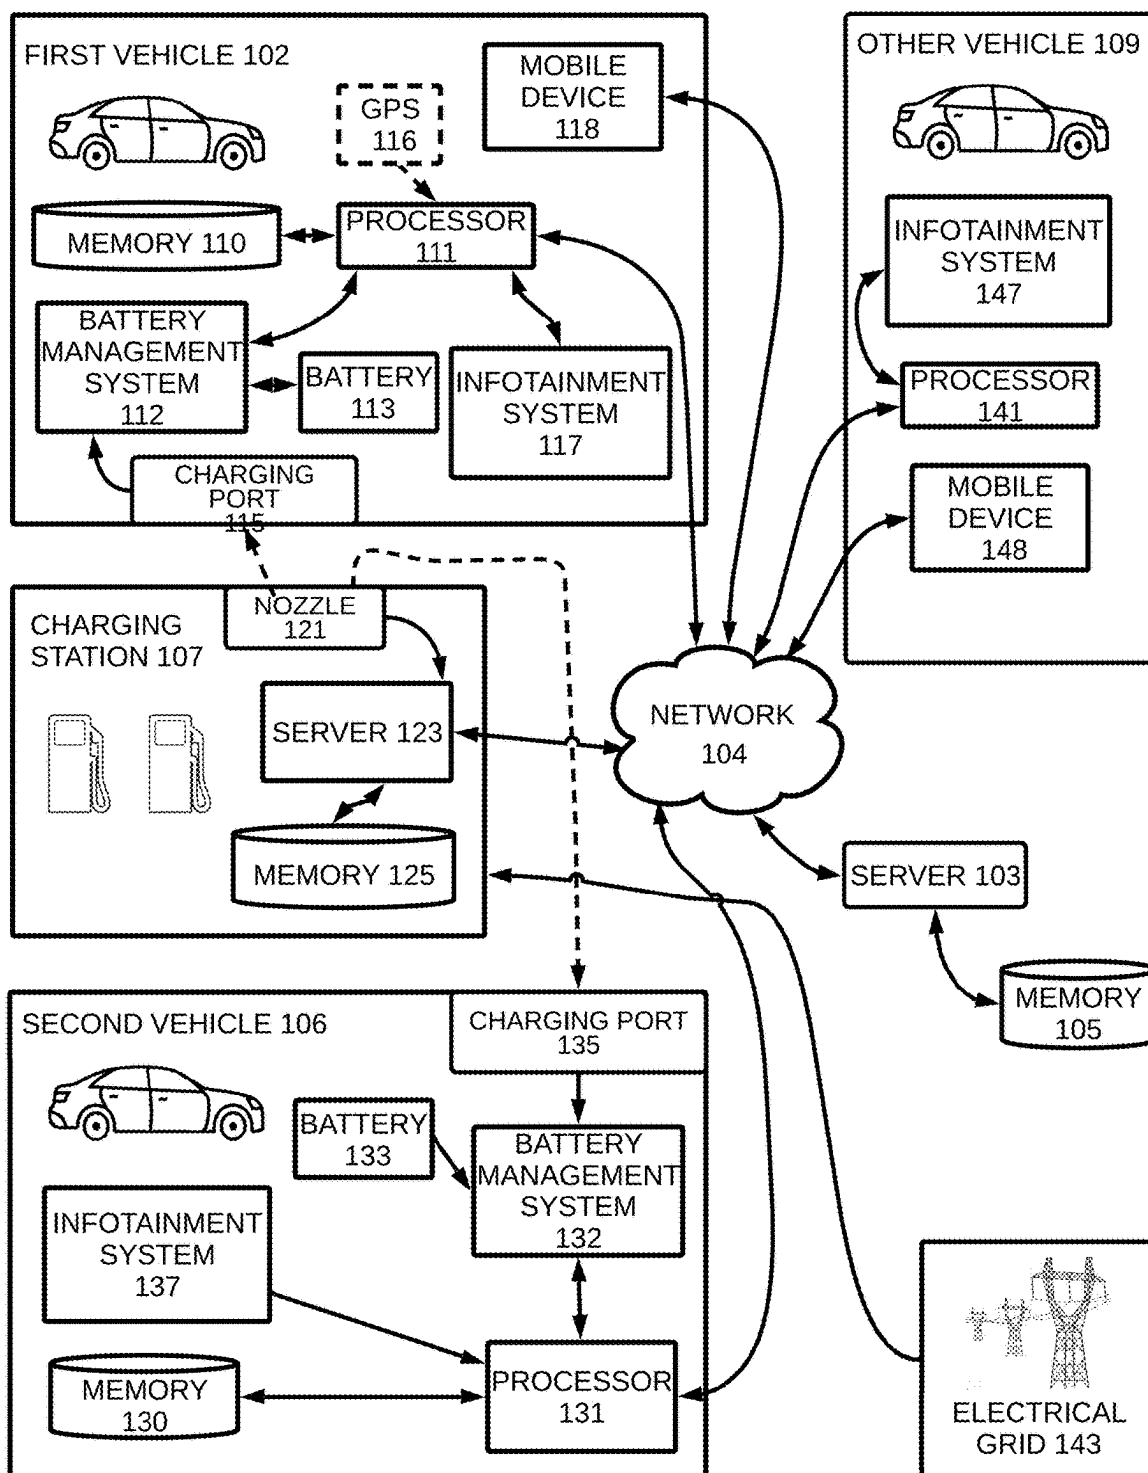 FIRST VEHICLE 102
MOBILE
DEVICE
118
GPS
116
PROCESSOR
111
MEMORY 110
BATTERY
MANAGEMENT
SYSTEM
112
BATTERY
113
INFOTAINMENT
SYSTEM
117
CHARGING
PORT
115
OTHER VEHICLE 109
INFOTAINMENT
SYSTEM
147
PROCESSOR
141
MOBILE
DEVICE
148
CHARGING
STATION 107
NOZZLE
121
SERVER 123
MEMORY 125
NETWORK
104
SERVER 103
MEMORY
105
SECOND VEHICLE 106
CHARGING PORT
135
BATTERY
133
BATTERY
MANAGEMENT
SYSTEM
132
INFOTAINMENT
SYSTEM
137
MEMORY
130
PROCESSOR
131
ELECTRICAL
GRID 143